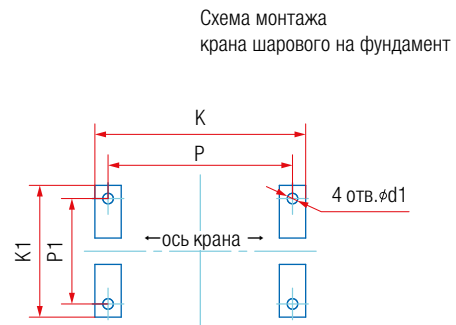 Схема монтажа
крана шарового на фундамент
K
P
4 отв.⌀d1
K1
P1
ось крана